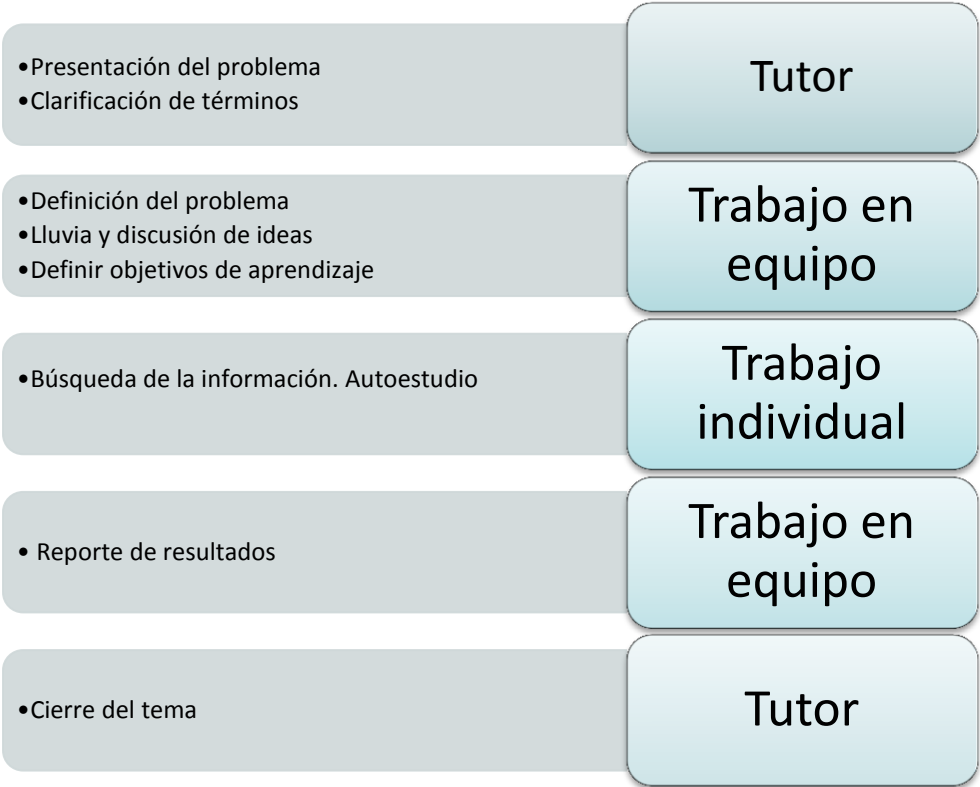 •Presentación del problema
•Clarificación de términos
Tutor
•Definición del problema
•Lluvia y discusión de ideas
•Definir objetivos de aprendizaje
Trabajo en
equipo
•Búsqueda de la información. Autoestudio
Trabajo
individual
• Reporte de resultados
Trabajo en
equipo
•Cierre del tema
Tutor